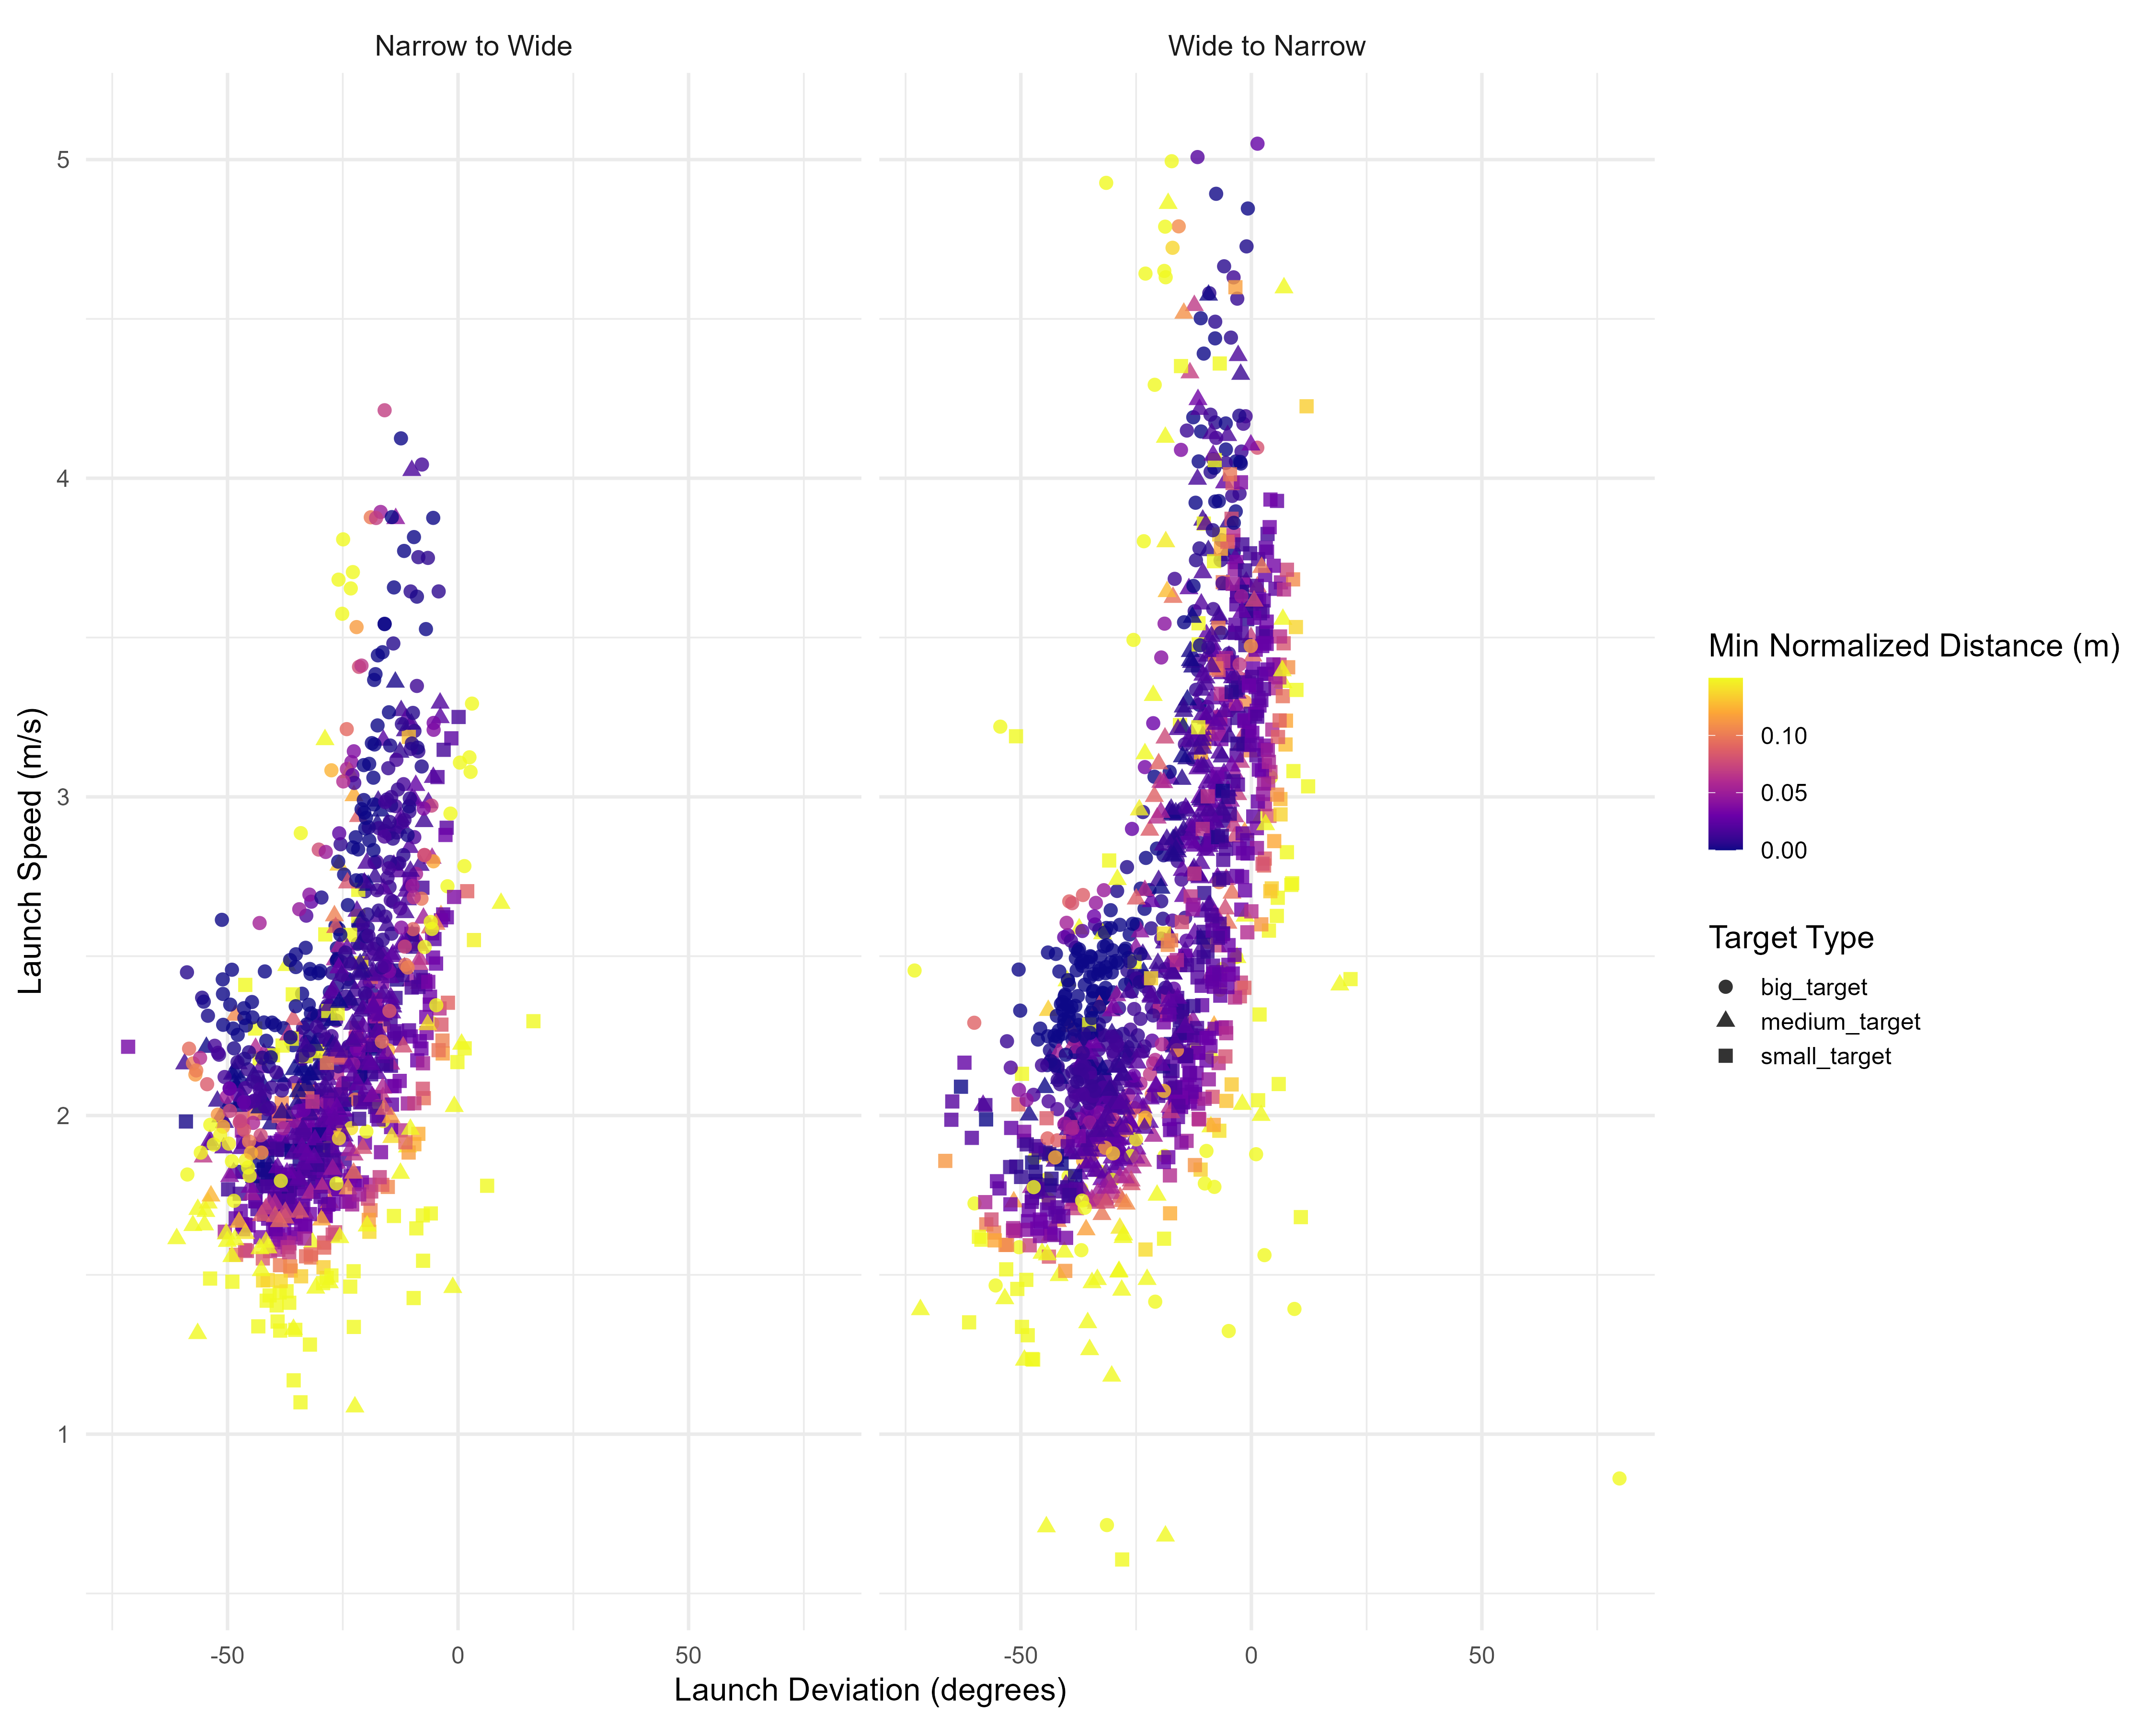 Narrow to Wide
Wide to Narrow
5
4
3
2
1
Launch Speed (m/s)
-50
0
50
-50
0
50
Launch Deviation (degrees)
Min Normalized Distance (m)
0.10
0.05
0.00
Target Type
big_target
medium_target
small_target